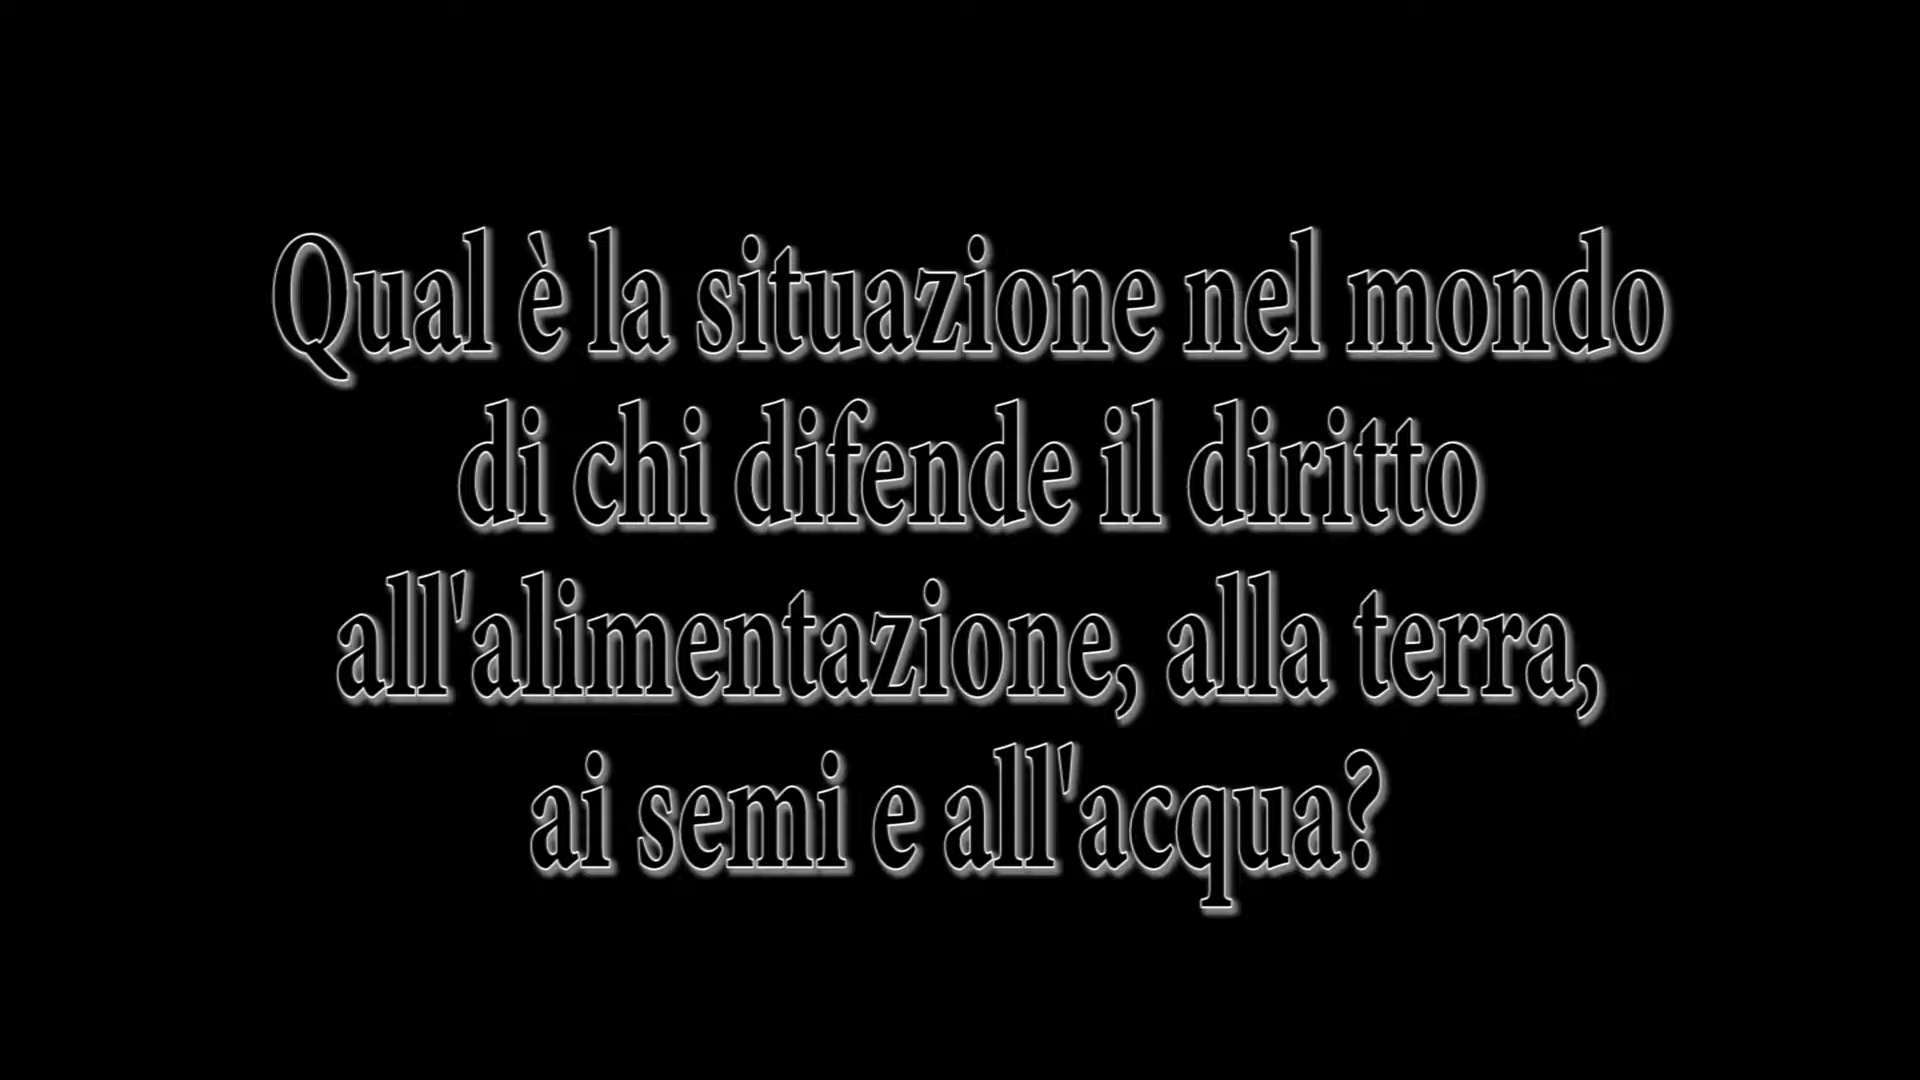 Qual è la situazione nel mondo
di chi difende il diritto
all'alimentazione, alla terra,
ai semi e all'acqua?